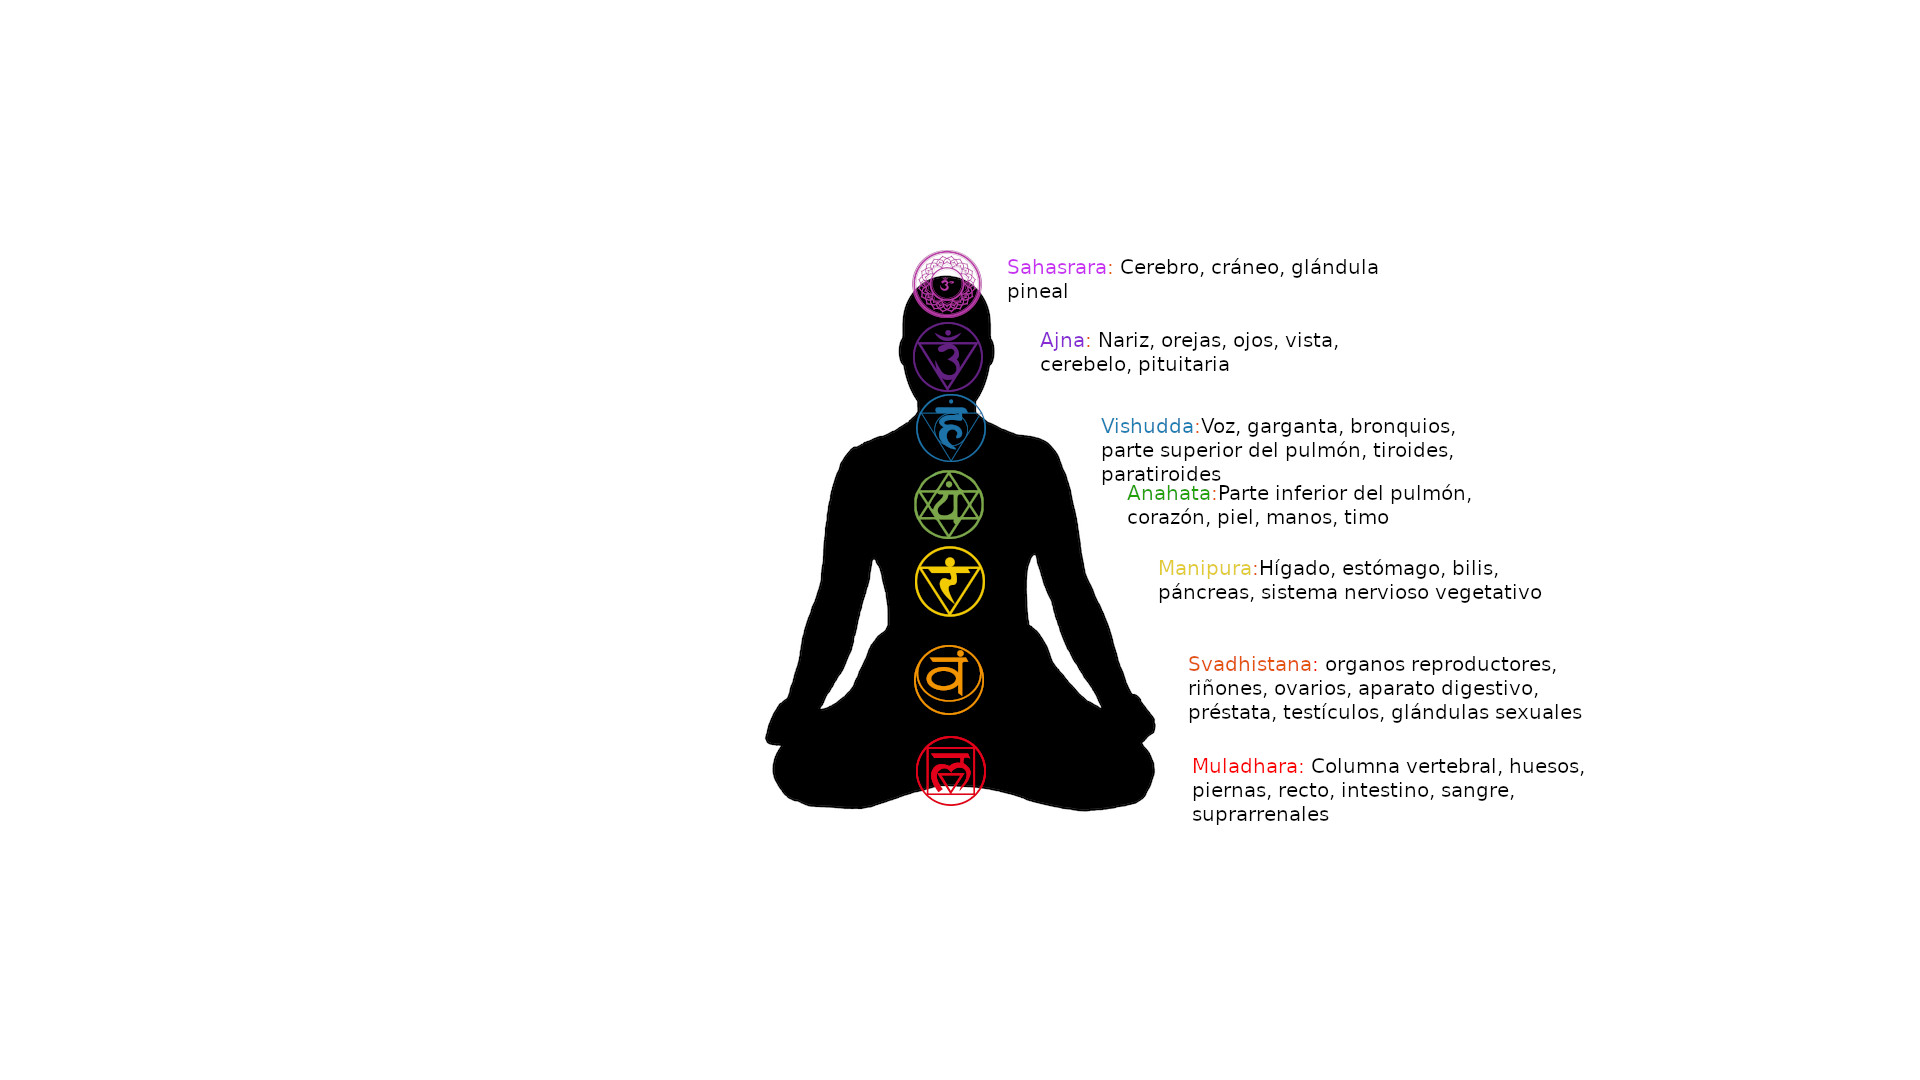 Sahasrara: Cerebro, cráneo, glándula
pineal
ॐ
Ajna: Nariz, orejas, ojos, vista,
cerebelo, pituitaria
ॐ
Vishudda:Voz, garganta, bronquios,
parte superior del pulmón, tiroides,
paratiroides
हं
Anahata:Parte inferior del pulmón,
corazón, piel, manos, timo
यं
Manipura:Hígado, estómago, bilis,
páncreas, sistema nervioso vegetativo
रं
Svadhistana: organos reproductores,
riñones, ovarios, aparato digestivo,
préstata, testículos, glándulas sexuales
वं
Muladhara: Columna vertebral, huesos,
piernas, recto, intestino, sangre,
suprarrenales
ल